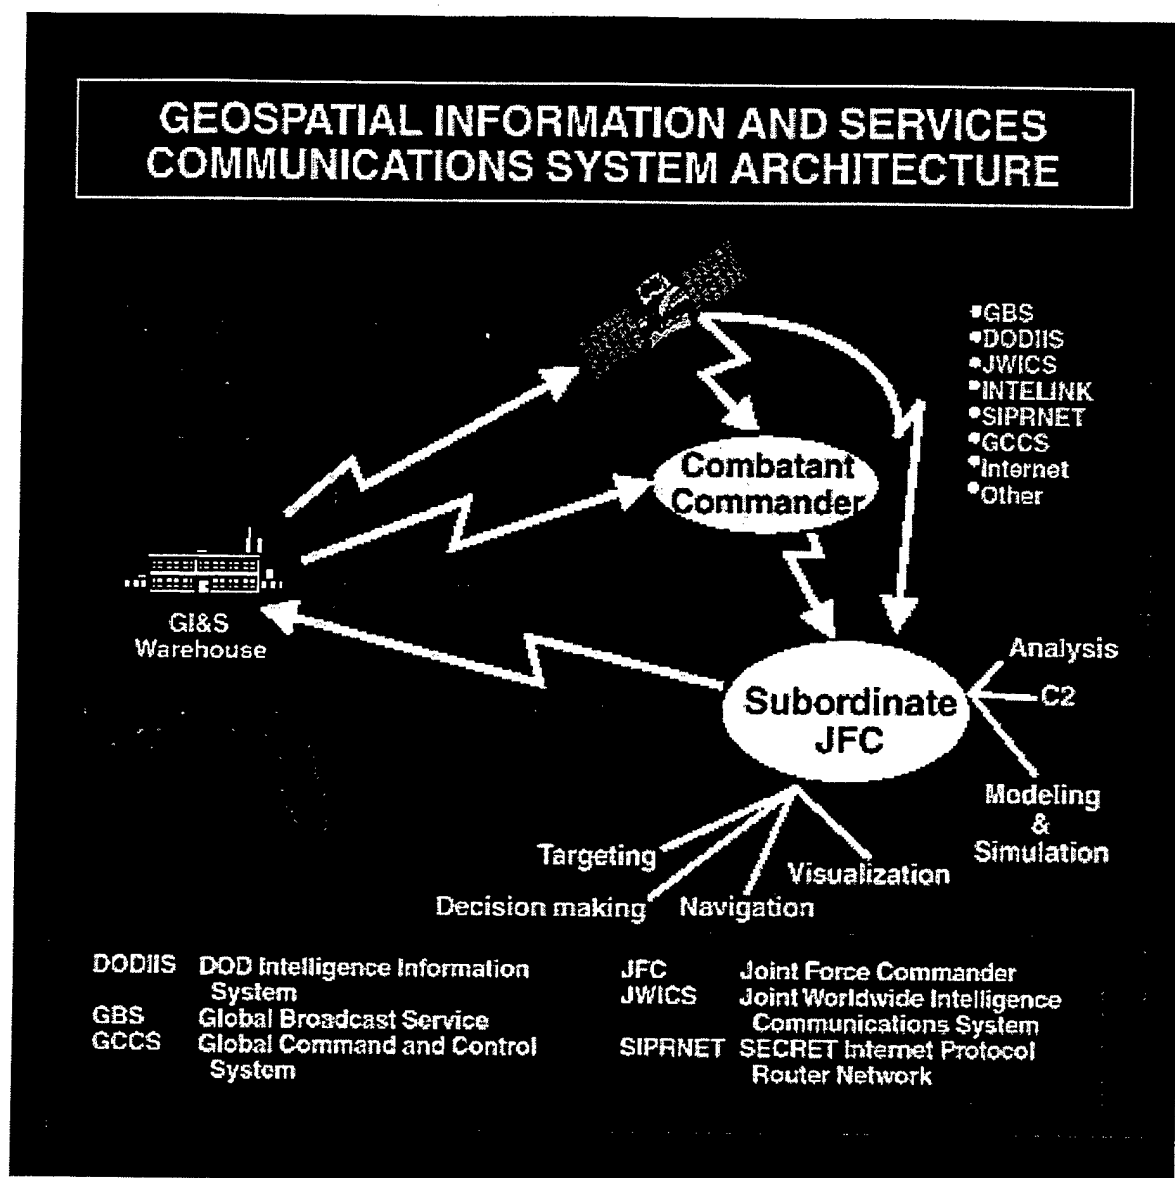 GEOSPATIAL INFORMATION AND SERVICES
COMMUNICATIONS SYSTEM ARCHITECTURE
•GBS
•DODIIS
•JWICS
•INTELINK
•SIPRNET
•GCCS
•Internet
•Other
Combatant
Commander
GI&S
Warehouse
Subordinate
JFC
Analysis
C2
Modeling
&
Simulation
Targeting
Visualization
Decision making
Navigation
DODIIS DOD Intelligence Information
System
GBS Global Broadcast Service
GCCS Global Command and Control
System
JFC Joint Force Commander
JWICS Joint Worldwide Intelligence
Communications System
SIPRNET SECRET Internet Protocol
Router Network